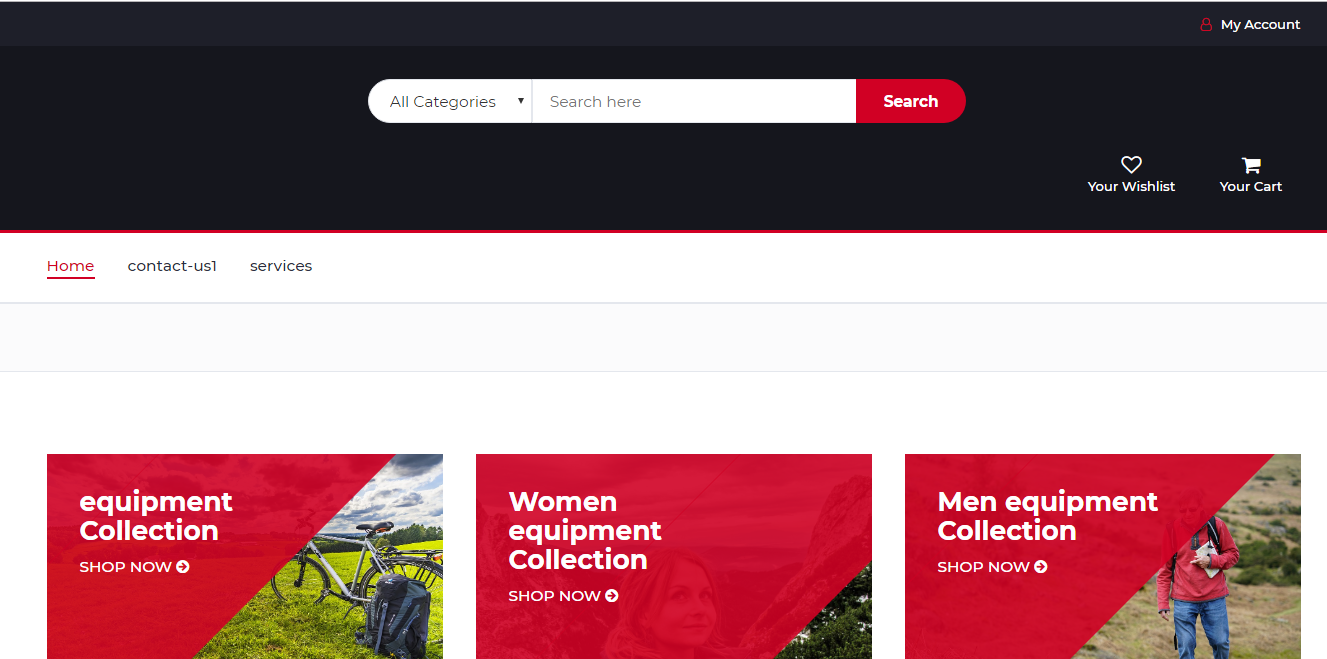 My Account
All Categories
Search here
Search
Your Wishlist
Your Cart
Home
contact-us1
services
equipment
Collection
SHOP NOW
Women
equipment
Collection
SHOP NOW
Men equipment
Collection
SHOP NOW